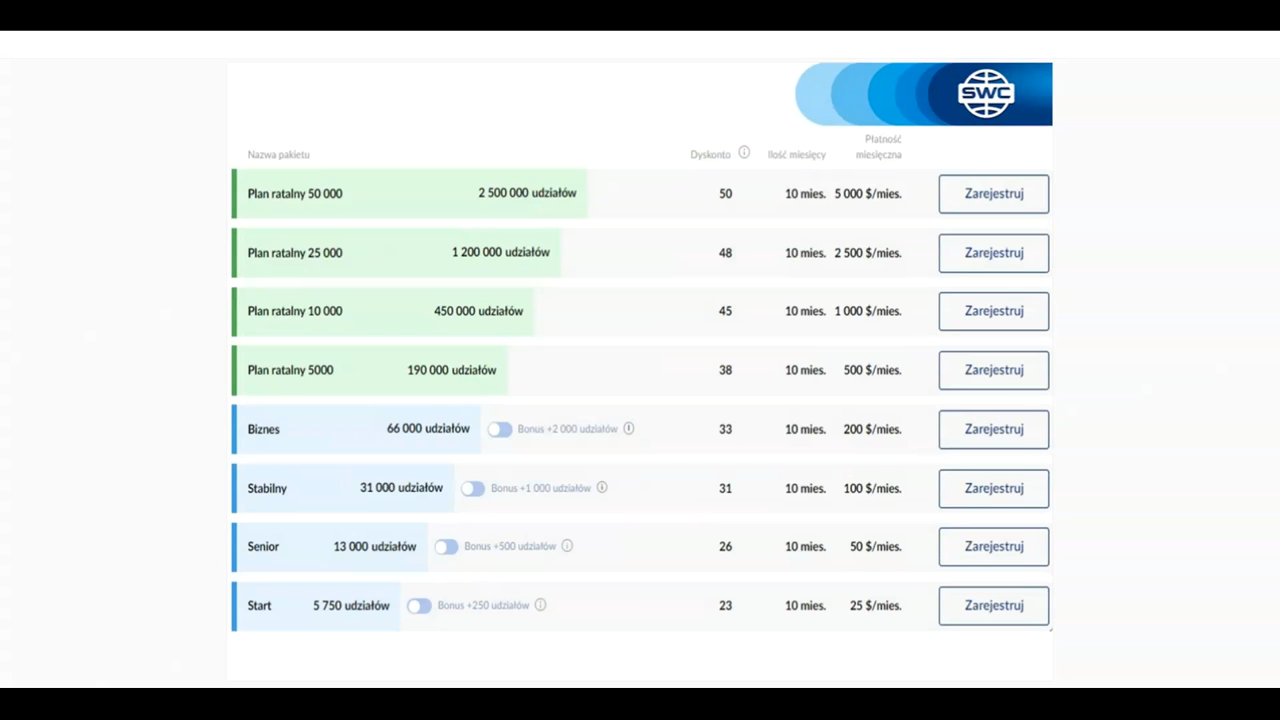 SWC
Nazwa pakietu Dyskonto Ilość miesięcy Płatność miesięczna
Plan ratalny 50 000 2 500 000 udziałów 50 10 mies. 5 000 $/mies. Zarejestruj
Plan ratalny 25 000 1 200 000 udziałów 48 10 mies. 2 500 $/mies. Zarejestruj
Plan ratalny 10 000 450 000 udziałów 45 10 mies. 1 000 $/mies. Zarejestruj
Plan ratalny 5000 190 000 udziałów 38 10 mies. 500 $/mies. Zarejestruj
Biznes 66 000 udziałów Bonus +2 000 udziałów 33 10 mies. 200 $/mies. Zarejestruj
Stabilny 31 000 udziałów Bonus +1 000 udziałów 31 10 mies. 100 $/mies. Zarejestruj
Senior 13 000 udziałów Bonus +500 udziałów 26 10 mies. 50 $/mies. Zarejestruj
Start 5 750 udziałów Bonus +250 udziałów 23 10 mies. 25 $/mies. Zarejestruj